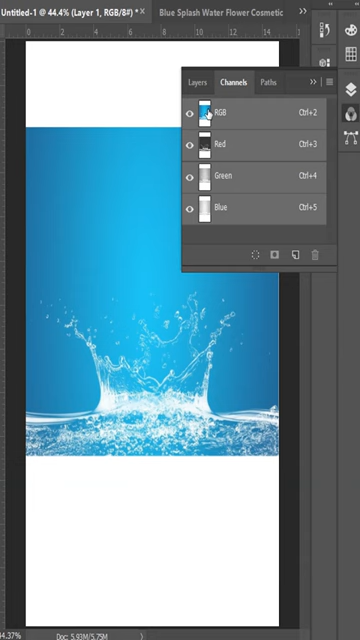 Untitled-1 @ 44.4% (Layer 1, RGB/8#) * ×
Blue Splash Water Flower Cosmetic
0 2 4 6 8 10 12 14
Layers Channels Paths
RGB Ctrl+2
Red Ctrl+3
Green Ctrl+4
Blue Ctrl+5
44.37% Doc: 5.93M/5.75M